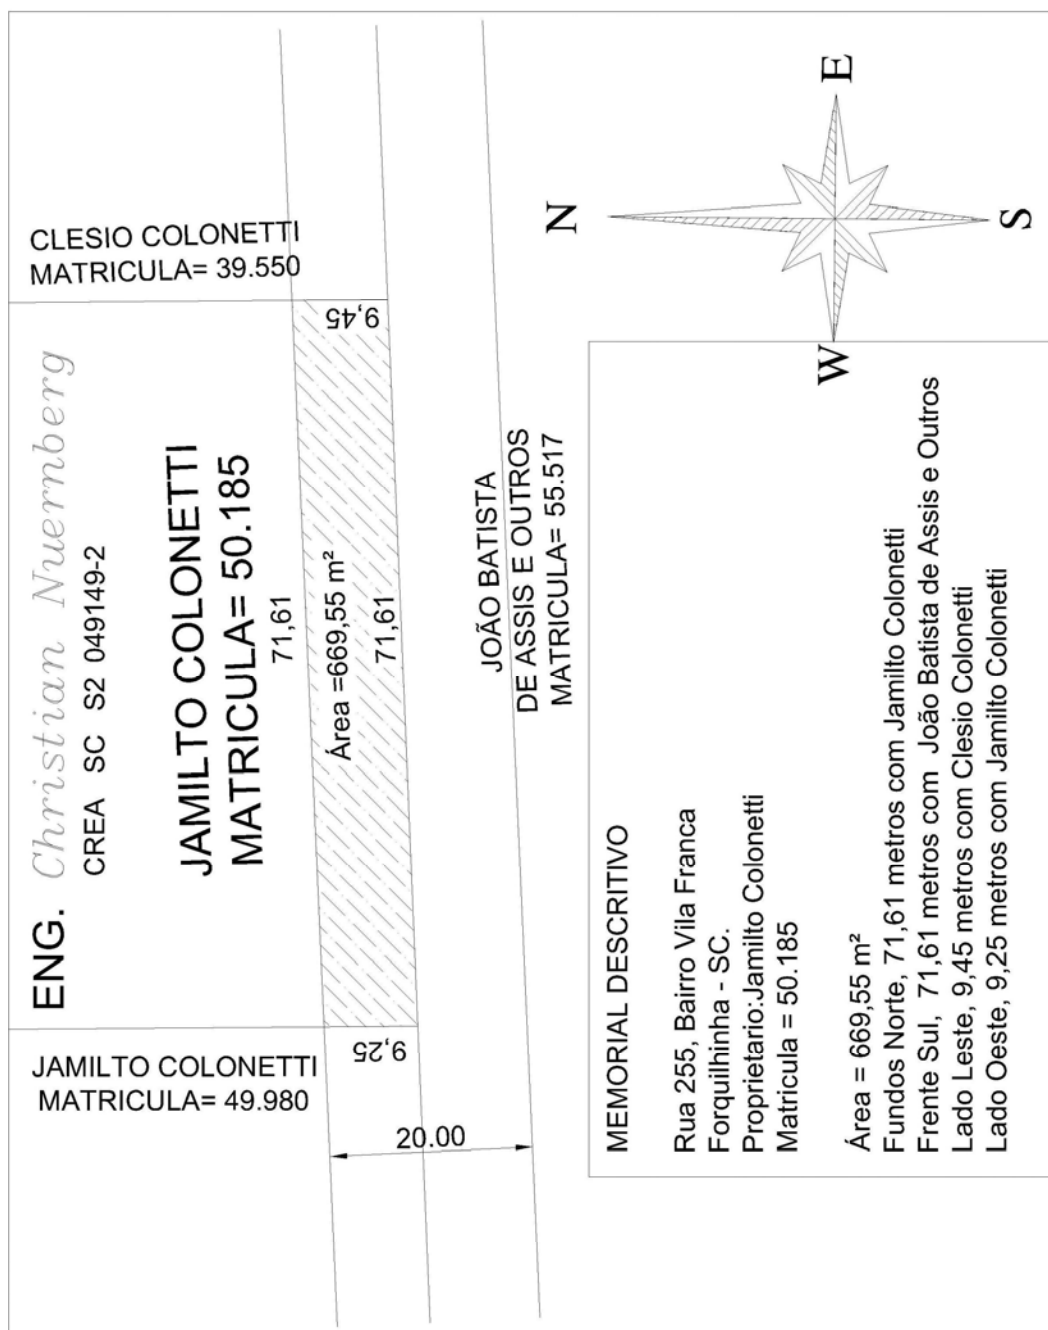 ENG. Christian Nuernberg
CREA SC S2 049149-2
JAMILTO COLONETTI
MATRICULA= 49.980
JAMILTO COLONETTI
MATRICULA= 50.185
CLESIO COLONETTI
MATRICULA= 39.550
71,61
Área =669,55 m²
71,61
9,25
9,45
20.00
JOÃO BATISTA
DE ASSIS E OUTROS
MATRICULA= 55.517
MEMORIAL DESCRITIVO
Rua 255, Bairro Vila Franca
Forquilhinha - SC.
Proprietario:Jamilto Colonetti
Matricula = 50.185
Área = 669,55 m²
Fundos Norte, 71,61 metros com Jamilto Colonetti
Frente Sul, 71,61 metros com João Batista de Assis e Outros
Lado Leste, 9,45 metros com Clesio Colonetti
Lado Oeste, 9,25 metros com Jamilto Colonetti
N
W
E
S